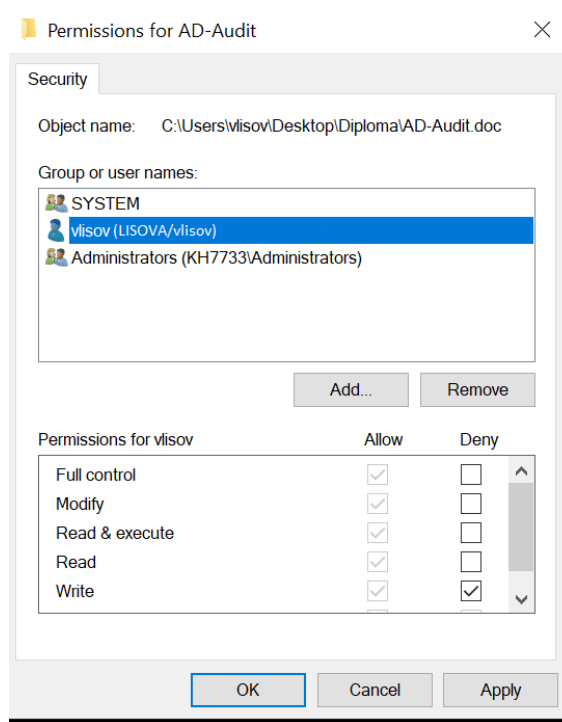 Permissions for AD-Audit
Security
Object name: C:\Users\vlisov\Desktop\Diploma\AD-Audit.doc
Group or user names:
SYSTEM
vlisov (LISOVA/vlisov)
Administrators (KH7733\Administrators)
Add... Remove
Permissions for vlisov Allow Deny
Full control
Modify
Read & execute
Read
Write
OK Cancel Apply